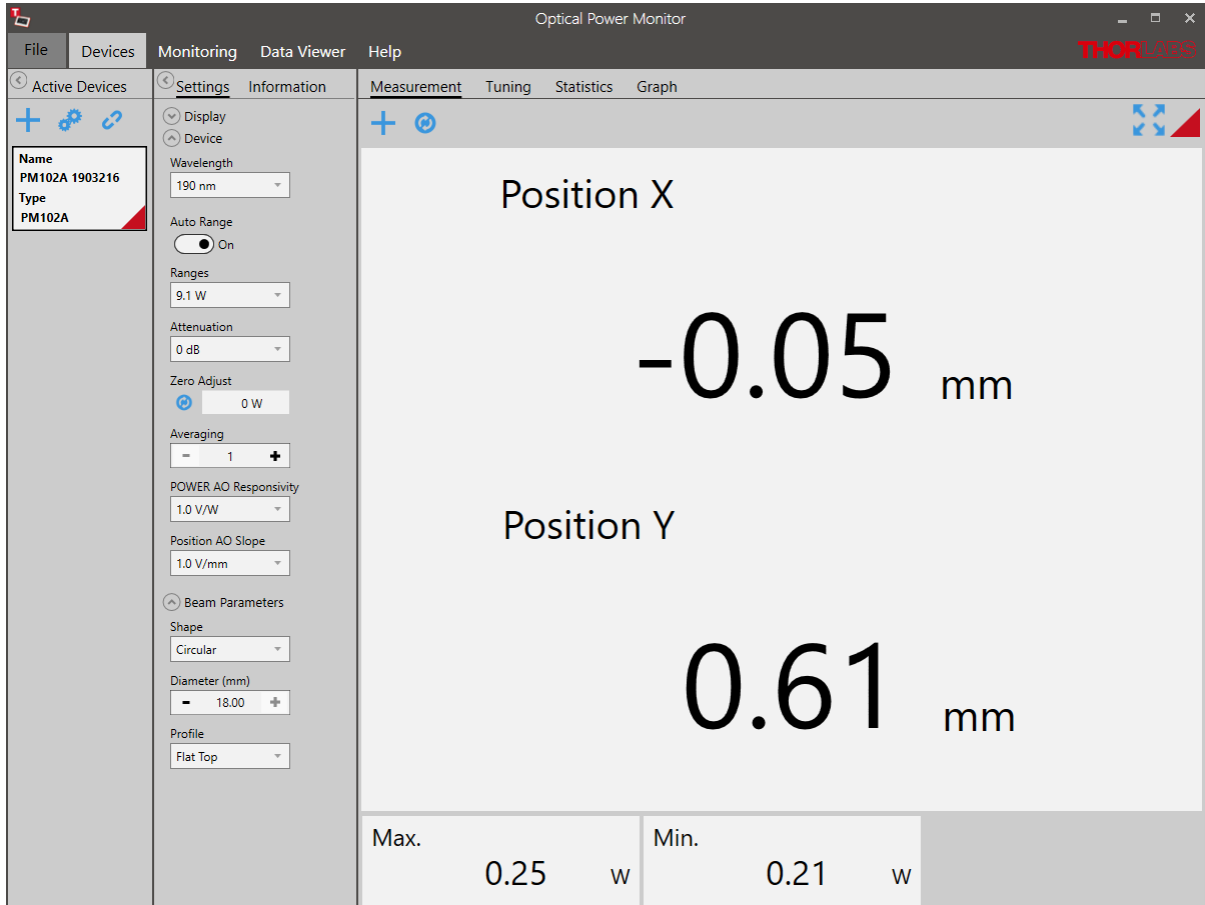 Optical Power Monitor
File Devices Monitoring Data Viewer Help
THORLABS
Active Devices
Name
PM102A 1903216
Type
PM102A
Settings Information
Display
Device
Wavelength
190 nm
Auto Range
On
Ranges
9.1 W
Attenuation
0 dB
Zero Adjust
0 W
Averaging
- 1 +
POWER AO Responsivity
1.0 V/W
Position AO Slope
1.0 V/mm
Beam Parameters
Shape
Circular
Diameter (mm)
- 18.00 +
Profile
Flat Top
Measurement Tuning Statistics Graph
Position X
-0.05 mm
Position Y
0.61 mm
Max.
0.25 W
Min.
0.21 W